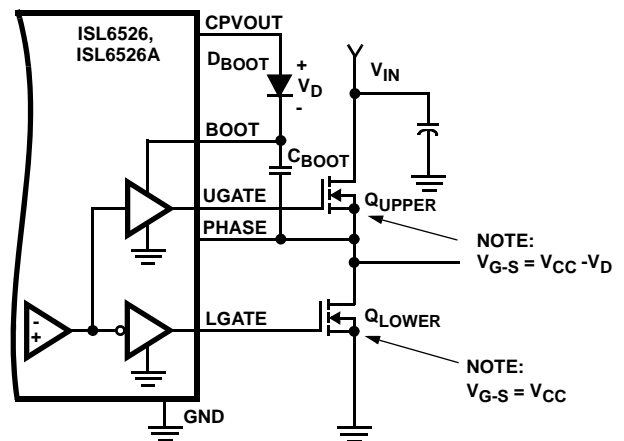 ISL6526,
ISL6526A
CPVOUT
DBOOT
+
VD
-
VIN
BOOT
CBOOT
UGATE
QUPPER
PHASE
NOTE:
VG-S = VCC -VD
-
+
LGATE
QLOWER
NOTE:
VG-S = VCC
GND